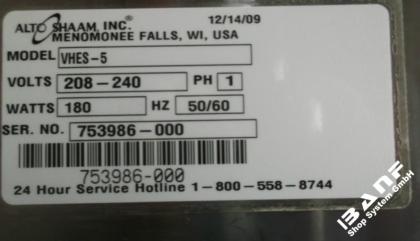 ALTO SHAAM, INC.® 12/14/09
MENOMONEE FALLS, WI, USA
MODEL VHES-5
VOLTS 208-240 PH 1
WATTS 180 HZ 50/60
SER. NO. 753986-000
753986-000
24 Hour Service Hotline 1-800-558-8744
IBANF
Shop System-GmbH